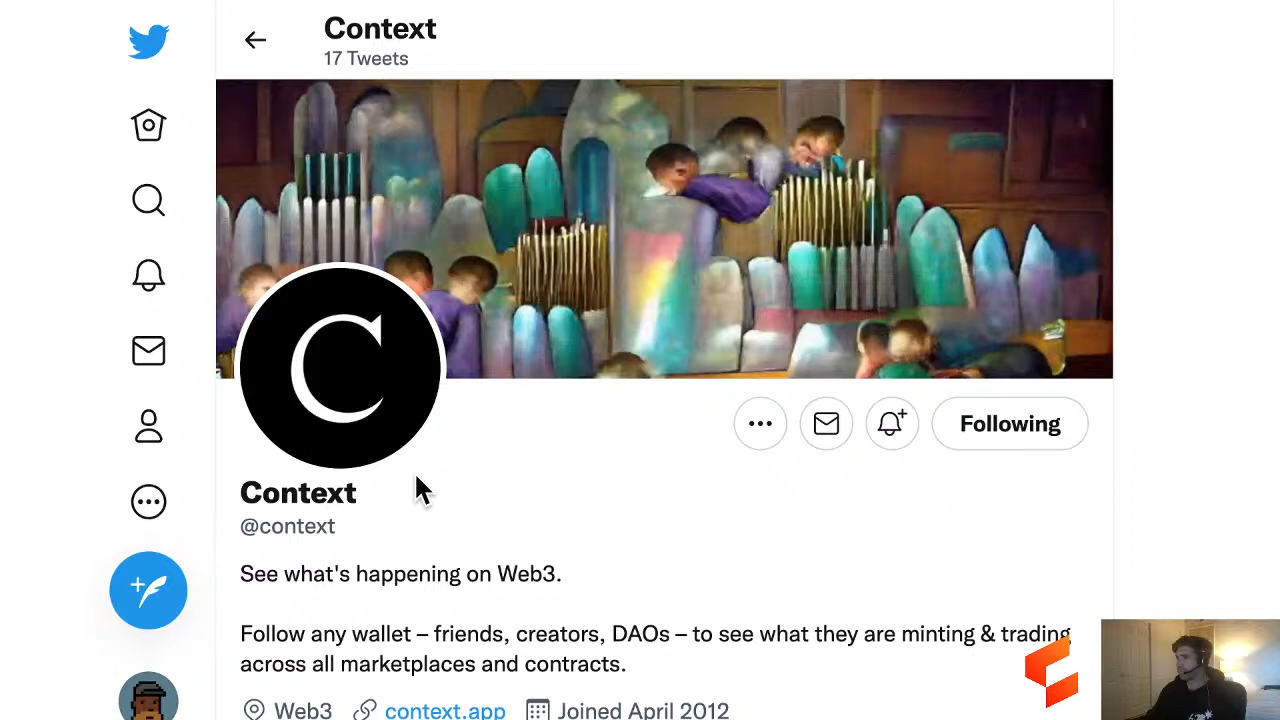 Context
17 Tweets
C
Following
Context
@context
See what's happening on Web3.
Follow any wallet – friends, creators, DAOs – to see what they are minting & trading
across all marketplaces and contracts.
Web3 context.app Joined April 2012